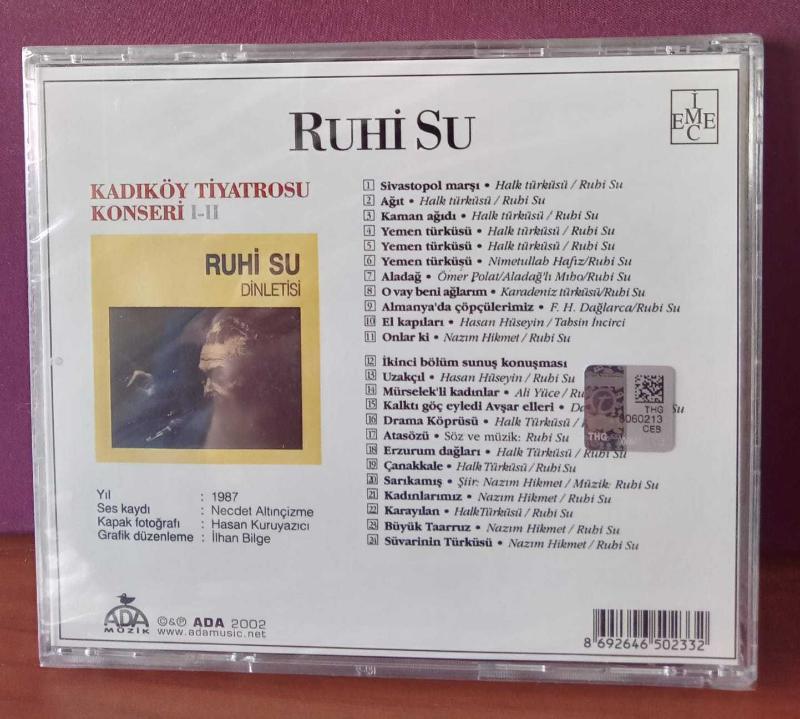 RUHİ SU
İ
EME
C
KADIKÖY TİYATROSU
KONSERİ I-II
RUHİ SU
DİNLETİSİ
1 Sivastopol marşı • Halk türküsü / Ruhi Su
2 Ağıt • Halk türküsü / Ruhi Su
3 Kaman ağıdı • Halk türküsü / Ruhi Su
4 Yemen türküsü • Halk türküsü / Ruhi Su
5 Yemen türküsü • Halk türküsü / Ruhi Su
6 Yemen türküşü • Nimetullah Hafız/Ruhi Su
7 Aladağ • Ömer Polat/Aladağ'lı Mıho/Ruhi Su
8 O vay beni ağlarım • Karadeniz türküsü/Ruhi Su
9 Almanya'da çöpçülerimiz • F. H. Dağlarca/Ruhi Su
10 El kapıları • Hasan Hüseyin / Tahsin İncirci
11 Onlar ki • Nazım Hikmet / Ruhi Su
12 İkinci bölüm sunuş konuşması
13 Uzakçıl • Hasan Hüseyin / Ruhi Su
14 Mürselek'li kadınlar • Ali Yüce /
15 Kalktı göç eyledi Avşar elleri • Su
16 Drama Köprüsü • Halk Türküsü /
17 Atasözü • Söz ve müzik: Ruhi Su
18 Erzurum dağları • Halk Türküsü /
19 Çanakkale • Halk Türküsü / Ruhi Su
20 Sarıkamış • Şiir: Nazım Hikmet / Müzik: Ruhi Su
21 Kadınlarımız • Nazım Hikmet / Ruhi Su
22 Karayılan • Halk Türküsü / Ruhi Su
23 Büyük Taarruz • Nazım Hikmet / Ruhi Su
24 Süvarinin Türküsü • Nazım Hikmet / Ruhi Su
THG
8060213
CES
THG
Yıl : 1987
Ses kaydı : Necdet Altınçizme
Kapak fotoğrafı : Hasan Kuruyazıcı
Grafik düzenleme : İlhan Bilge
ADA
MÜZİK
©&℗ ADA 2002
www.adamusic.net
8 692646 502332